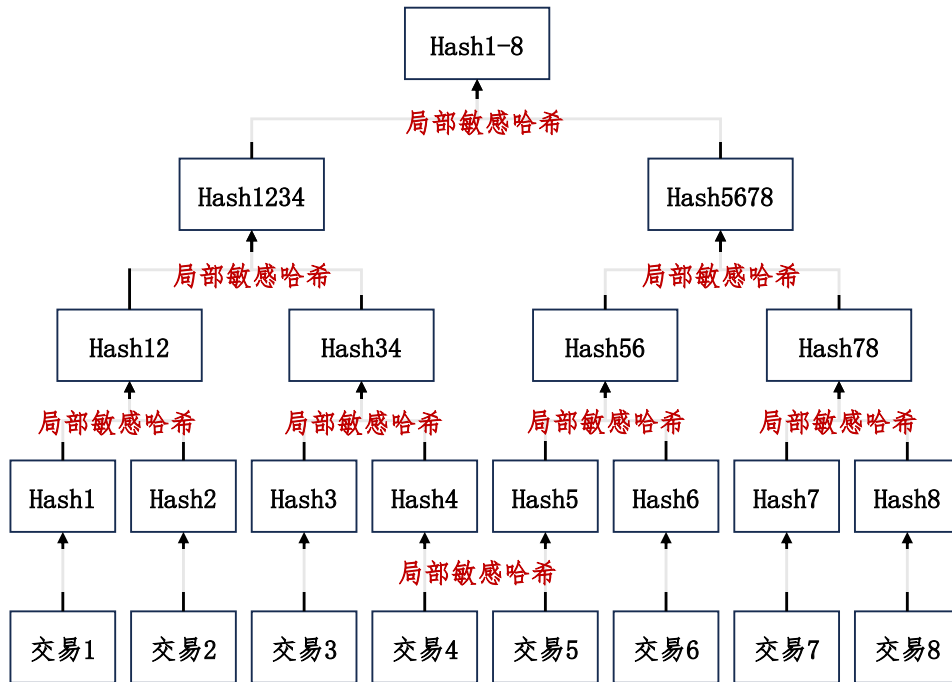 Hash1-8
局部敏感哈希
Hash1234 Hash5678
局部敏感哈希 局部敏感哈希
Hash12 Hash34 Hash56 Hash78
局部敏感哈希 局部敏感哈希 局部敏感哈希 局部敏感哈希
Hash1 Hash2 Hash3 Hash4 Hash5 Hash6 Hash7 Hash8
局部敏感哈希
交易1 交易2 交易3 交易4 交易5 交易6 交易7 交易8